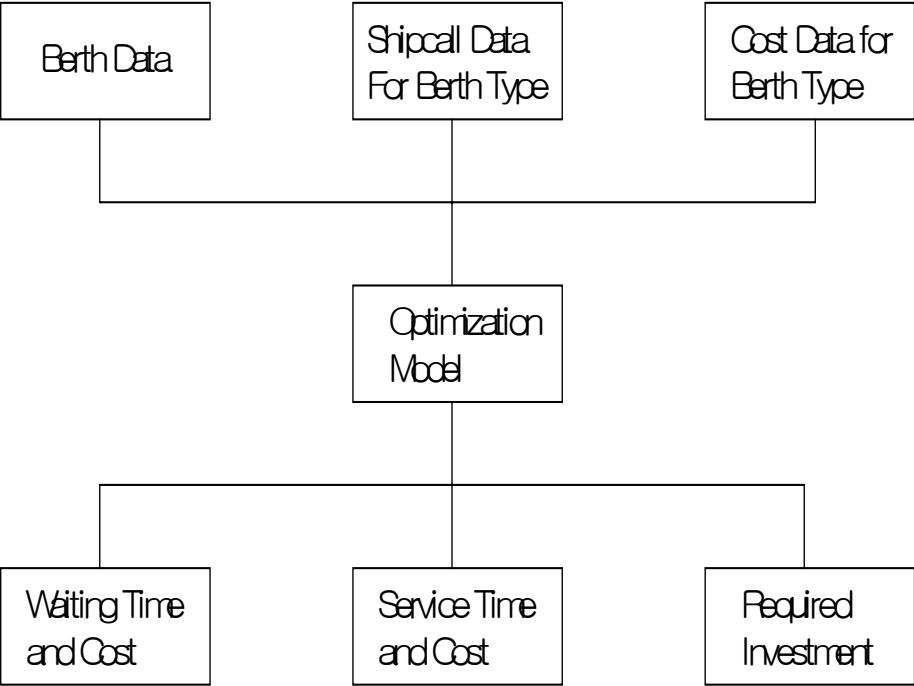 Berth Data
Shipcall Data
For Berth Type
Cost Data for
Berth Type
Optimization
Model
Waiting Time
and Cost
Service Time
and Cost
Required
Investment